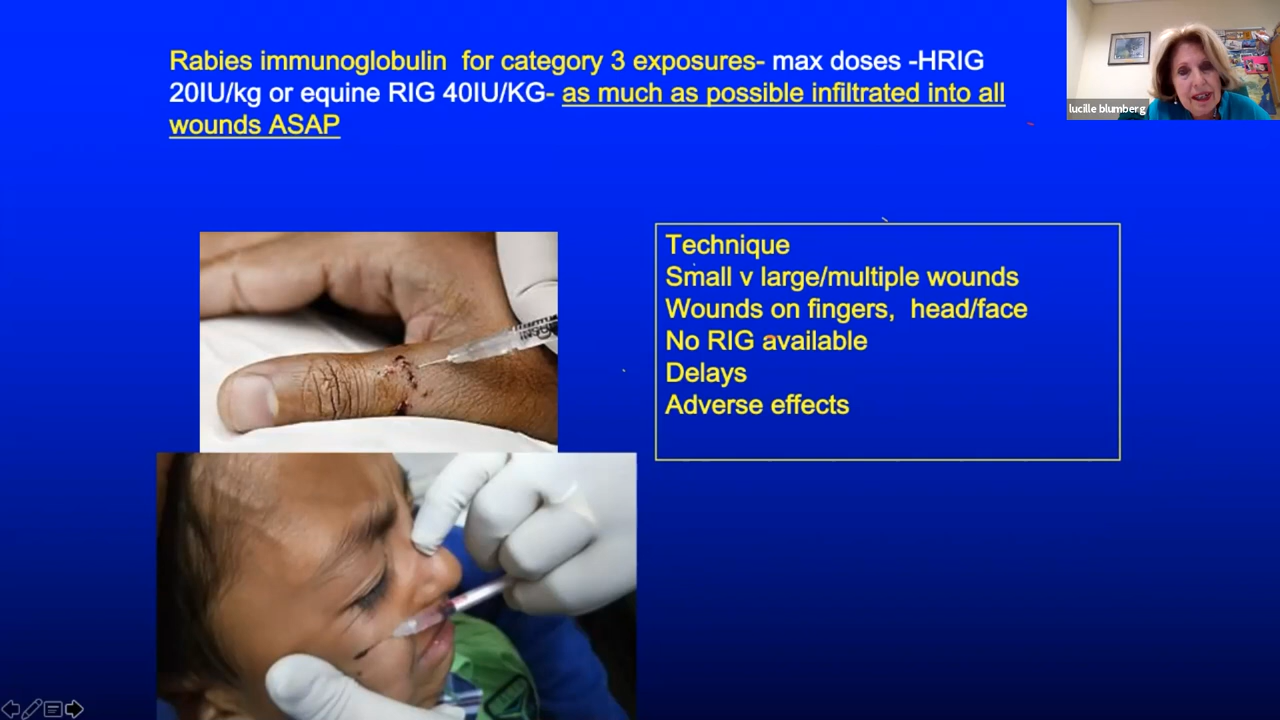 Rabies immunoglobulin for category 3 exposures- max doses -HRIG
20IU/kg or equine RIG 40IU/KG- as much as possible infiltrated into all
wounds ASAP
lucille blumberg
Technique
Small v large/multiple wounds
Wounds on fingers, head/face
No RIG available
Delays
Adverse effects